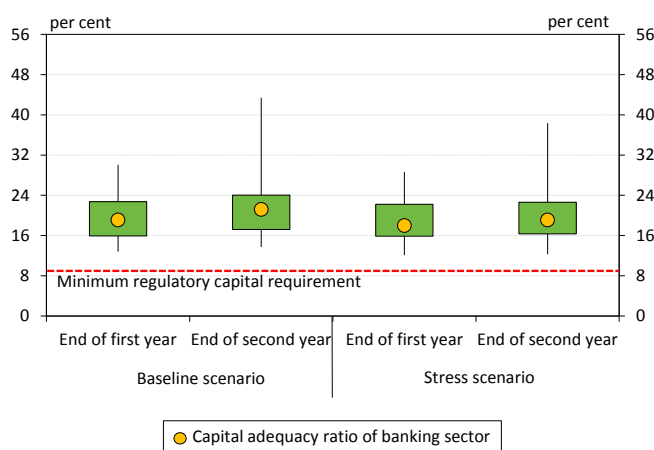 per cent per cent
56 56
48 48
40 40
32 32
24 24
16 16
8 8
Minimum regulatory capital requirement
0 0
End of first year End of second year End of first year End of second year
Baseline scenario Stress scenario
Capital adequacy ratio of banking sector